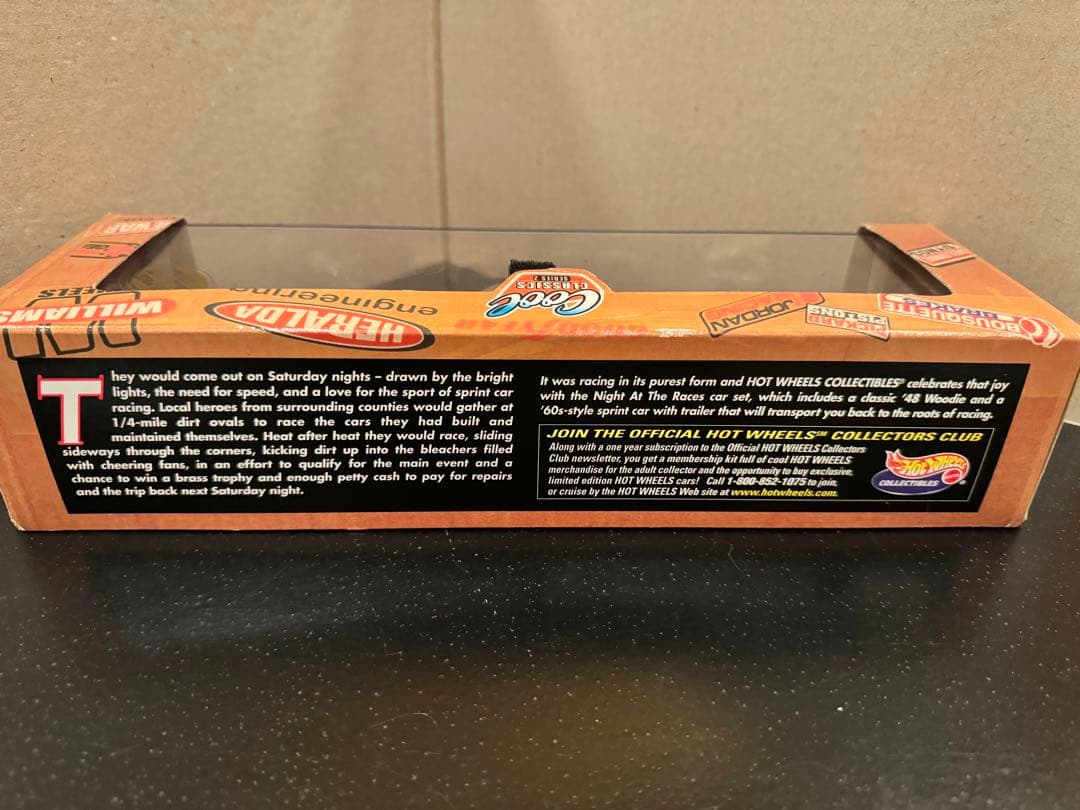 WILLIAMS
HERALDA
engineering
Cool
CLASSICS
SERIES 2
JORDAN
PICKARD
PISTONS
BOUSQUETTE
BRAKES
They would come out on Saturday nights – drawn by the bright
lights, the need for speed, and a love for the sport of sprint car
racing. Local heroes from surrounding counties would gather at
1/4-mile dirt ovals to race the cars they had built and
maintained themselves. Heat after heat they would race, sliding
sideways through the corners, kicking dirt up into the bleachers filled
with cheering fans, in an effort to qualify for the main event and a
chance to win a brass trophy and enough petty cash to pay for repairs
and the trip back next Saturday night.
It was racing in its purest form and HOT WHEELS COLLECTIBLES® celebrates that joy
with the Night At The Races car set, which includes a classic '48 Woodie and a
'60s-style sprint car with trailer that will transport you back to the roots of racing.
JOIN THE OFFICIAL HOT WHEELS℠ COLLECTORS CLUB
Along with a one year subscription to the Official HOT WHEELS Collectors
Club newsletter, you get a membership kit full of cool HOT WHEELS
merchandise for the adult collector and the opportunity to buy exclusive,
limited edition HOT WHEELS cars! Call 1-800-852-1075 to join,
or cruise by the HOT WHEELS Web site at www.hotwheels.com.
HOT WHEELS
COLLECTIBLES